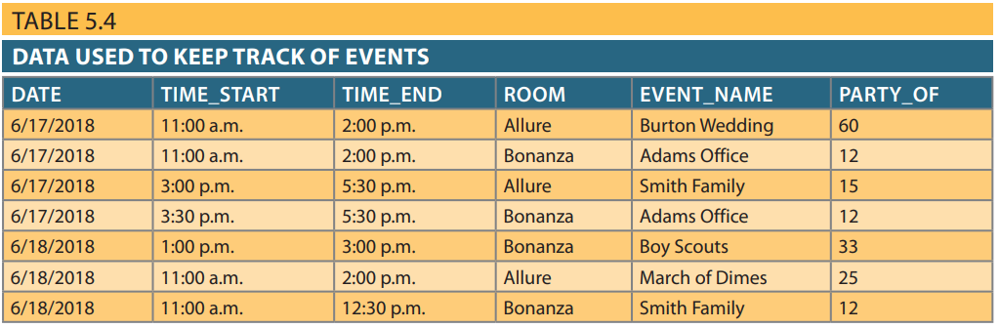 TABLE 5.4
DATA USED TO KEEP TRACK OF EVENTS
DATE TIME_START TIME_END ROOM EVENT_NAME PARTY_OF
6/17/2018 11:00 a.m. 2:00 p.m. Allure Burton Wedding 60
6/17/2018 11:00 a.m. 2:00 p.m. Bonanza Adams Office 12
6/17/2018 3:00 p.m. 5:30 p.m. Allure Smith Family 15
6/17/2018 3:30 p.m. 5:30 p.m. Bonanza Adams Office 12
6/18/2018 1:00 p.m. 3:00 p.m. Bonanza Boy Scouts 33
6/18/2018 11:00 a.m. 2:00 p.m. Allure March of Dimes 25
6/18/2018 11:00 a.m. 12:30 p.m. Bonanza Smith Family 12